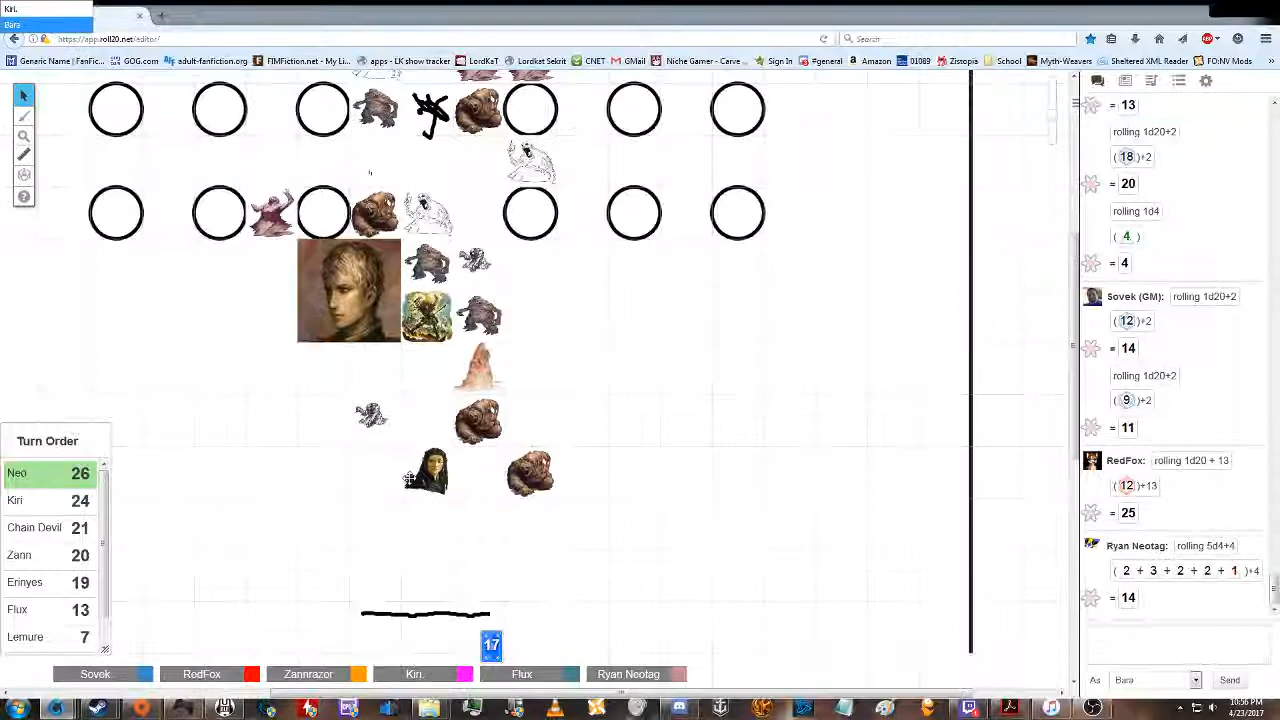 Kiri.
Bara
https://app.roll20.net/editor/
Search
Generic Name | FanFic...
GOG.com
adult-fanfiction.org
FIMFiction.net - My Li...
apps - LK show tracker
LordKaT
Lordkat Sekrit
CNET
GMail
Niche Gamer - Carve ...
Sign In
#general
Amazon
01069
Zistopia
School
Myth-Weavers
Sheltered XML Reader
FO:NV Mods
= 13
rolling 1d20+2
(18)+2
= 20
rolling 1d4
(4)
= 4
Sovek (GM): rolling 1d20+2
(12)+2
= 14
rolling 1d20+2
(9)+2
= 11
RedFox: rolling 1d20 + 13
(12)+13
= 25
Ryan Neotag: rolling 5d4+4
(2 + 3 + 2 + 2 + 1)+4
= 14
Turn Order
Neo 26
Kiri 24
Chain Devil 21
Zann 20
Erinyes 19
Flux 13
Lemure 7
17
Sovek
RedFox
Zannrazor
Kiri.
Flux
Ryan Neotag
As
Bara
Send
10:56 PM
4/23/2017